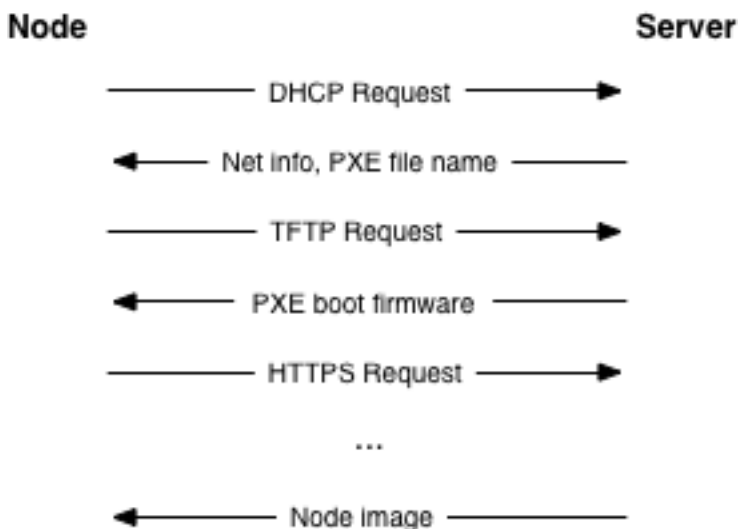 Node Server
DHCP Request
Net info, PXE file name
TFTP Request
PXE boot firmware
HTTPS Request
...
Node image